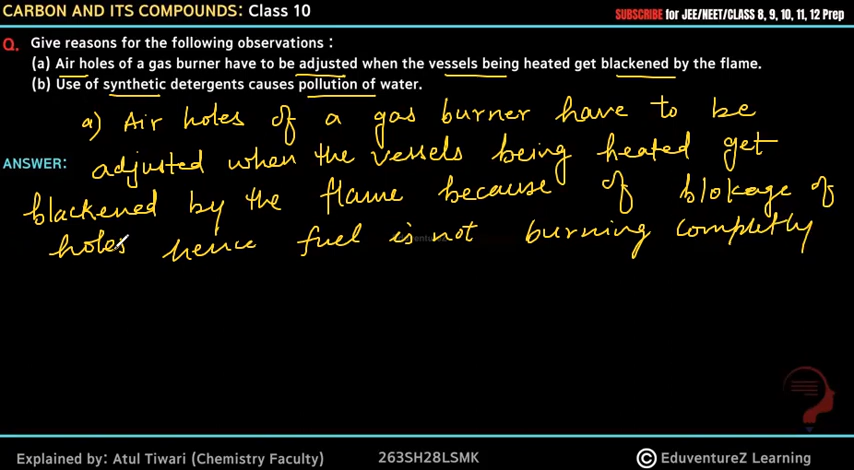 CARBON AND ITS COMPOUNDS: Class 10
SUBSCRIBE for JEE/NEET/CLASS 8, 9, 10, 11, 12 Prep
Q. Give reasons for the following observations :
(a) Air holes of a gas burner have to be adjusted when the vessels being heated get blackened by the flame.
(b) Use of synthetic detergents causes pollution of water.
a) Air holes of a gas burner have to be
ANSWER: adjusted when the vessels being heated get
blackened by the flame because of blokage of
holes hence fuel is not burning completly
EduventureZ
Explained by: Atul Tiwari (Chemistry Faculty)
263SH28LSMK
© EduventureZ Learning